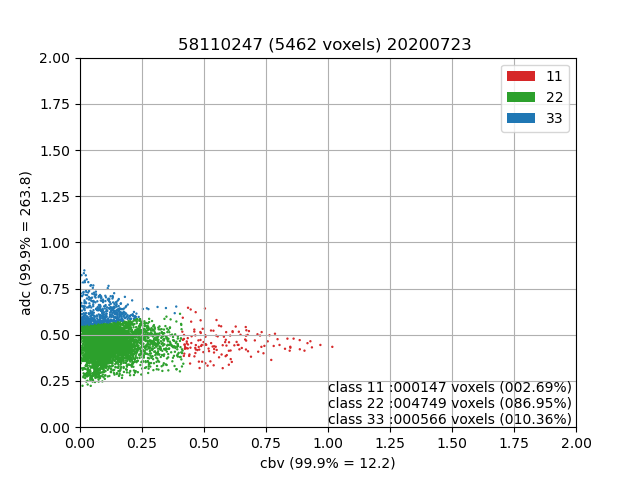 58110247 (5462 voxels) 20200723
2.00
1.75
1.50
1.25
1.00
0.75
0.50
0.25
0.00
adc (99.9% = 263.8)
11
22
33
class 11 :000147 voxels (002.69%)
class 22 :004749 voxels (086.95%)
class 33 :000566 voxels (010.36%)
0.00 0.25 0.50 0.75 1.00 1.25 1.50 1.75 2.00
cbv (99.9% = 12.2)